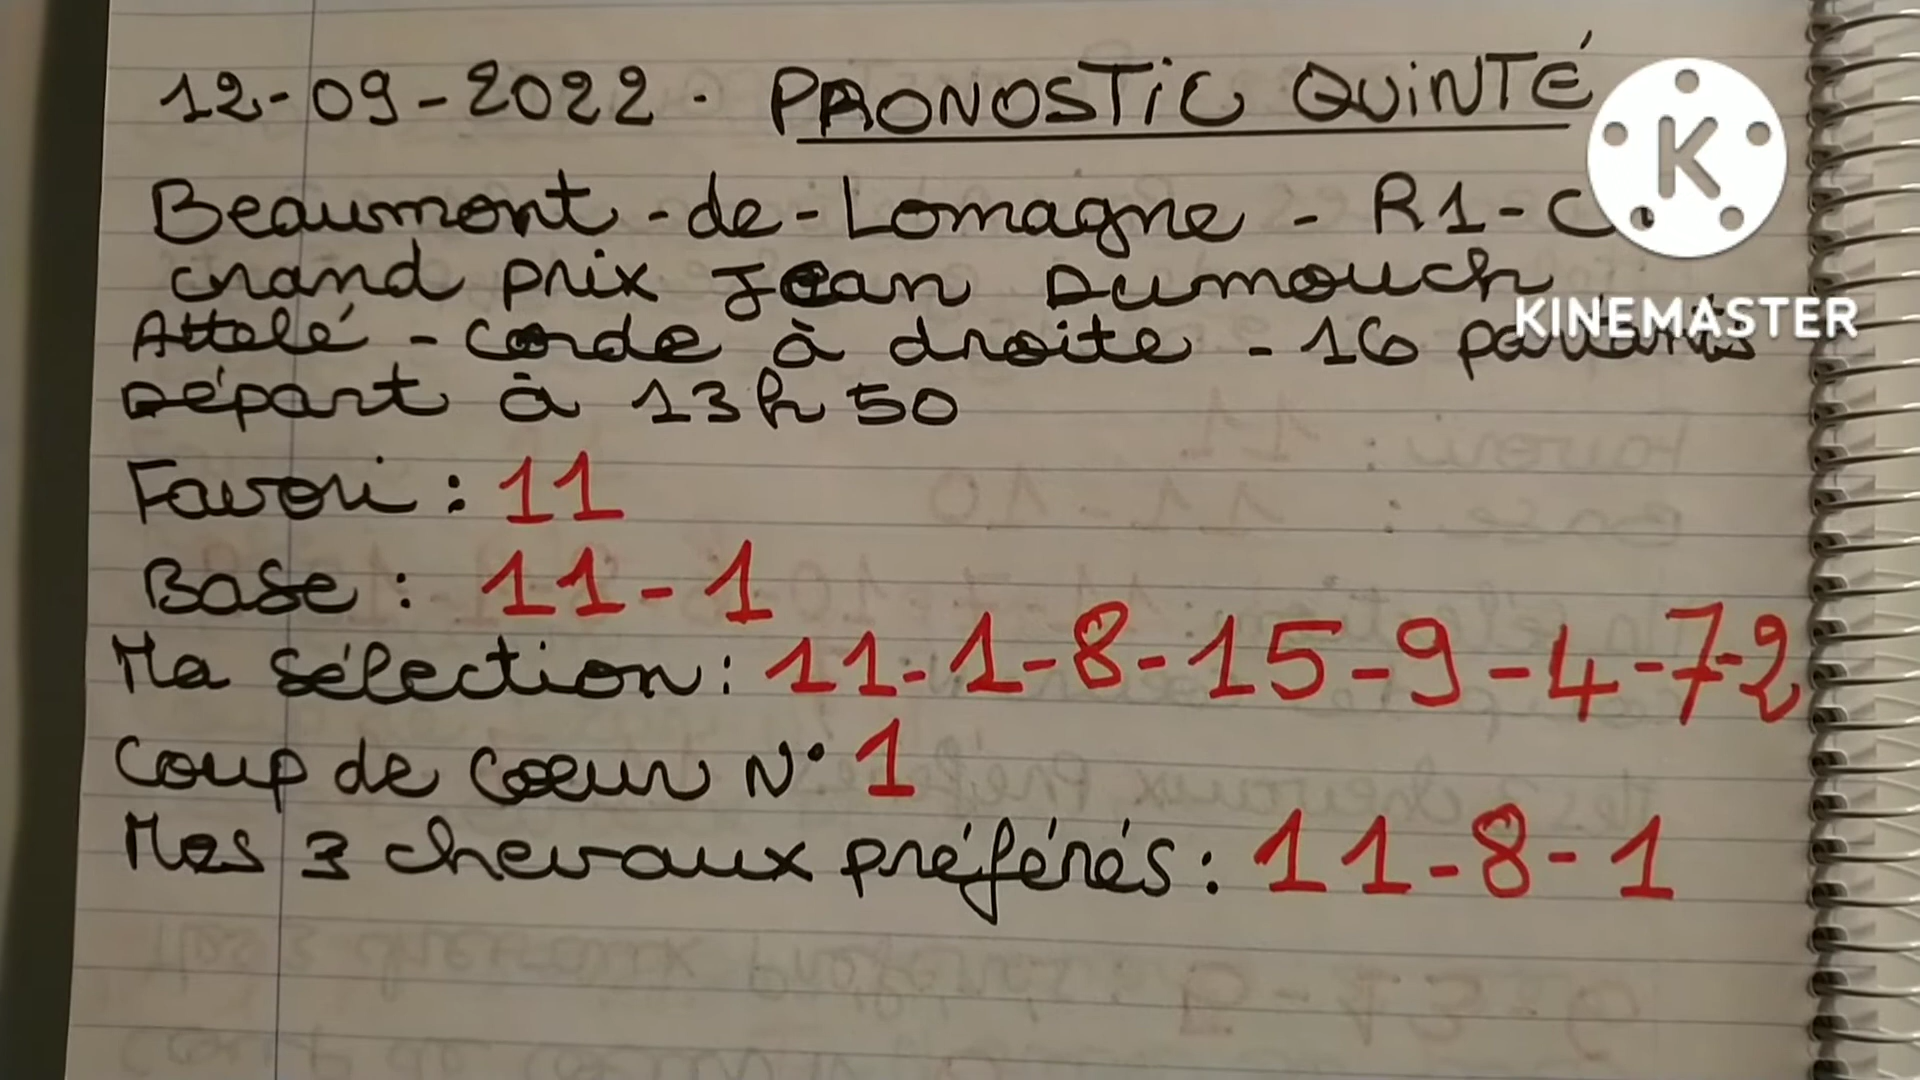 12-09-2022. PRONOSTIC QUINTÉ
Beaumont-de-Lomagne - R1-C
Grand prix Jean Dumouch
Attelé - Corde à droite - 16 partants
Départ à 13h50
Favori : 11
Base : 11-1
Ma sélection : 11-1-8-15-9-4-7-2
Coup de cœur N° 1
Mes 3 chevaux préférés : 11-8-1
K
KINEMASTER